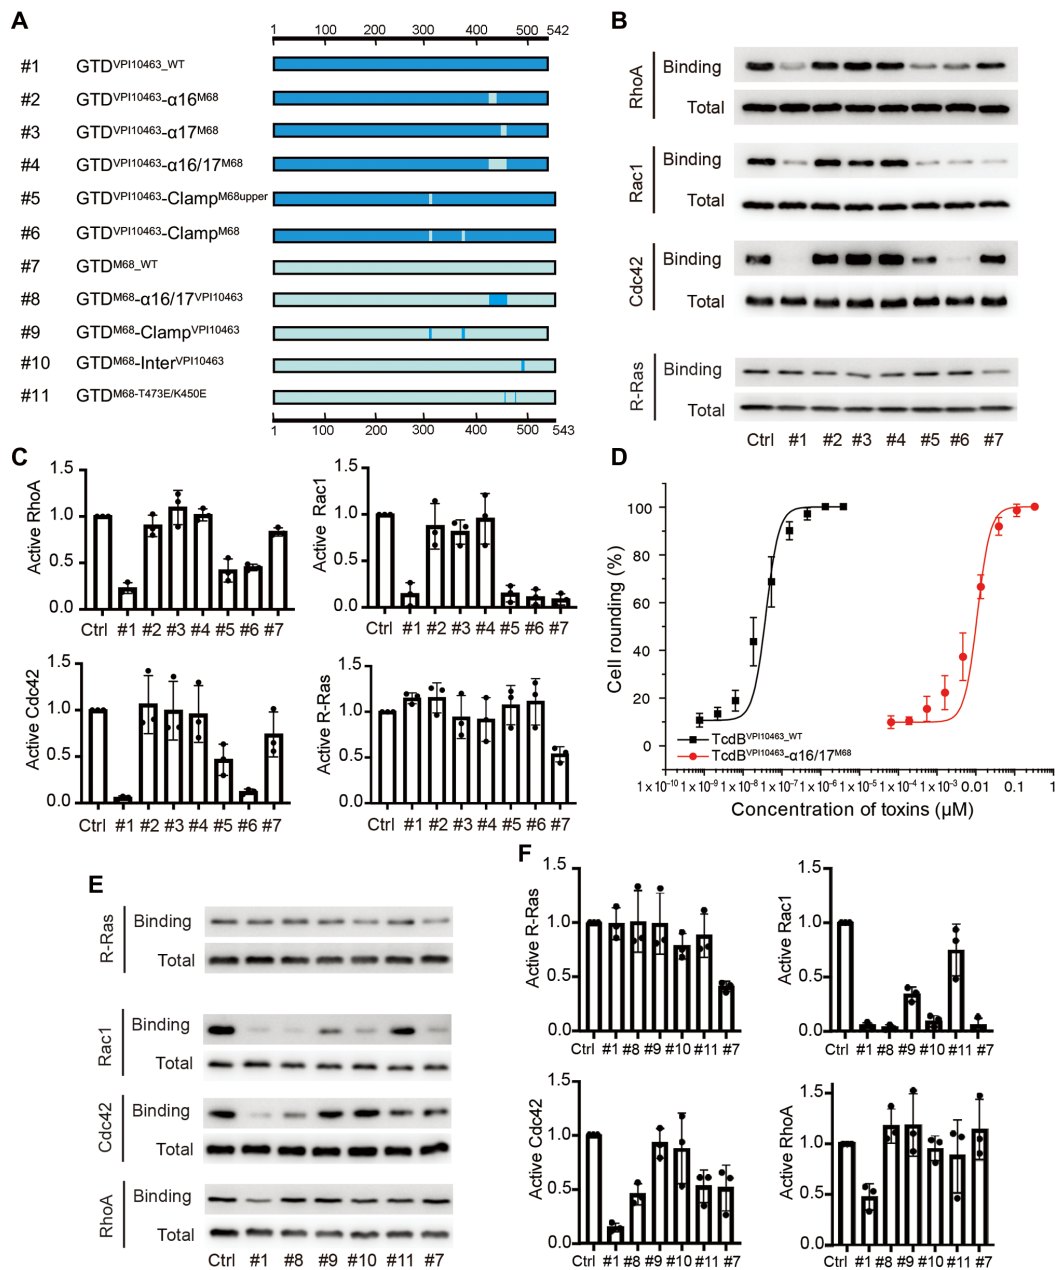 A
1 100 200 300 400 500 542
#1 GTDVPI10463_WT
#2 GTDVPI10463-α16M68
#3 GTDVPI10463-α17M68
#4 GTDVPI10463-α16/17M68
#5 GTDVPI10463-ClampM68upper
#6 GTDVPI10463-ClampM68
#7 GTDM68_WT
#8 GTDM68-α16/17VPI10463
#9 GTDM68-ClampVPI10463
#10 GTDM68-InterVPI10463
#11 GTDM68-T473E/K450E
1 100 200 300 400 500 543
B
RhoA
Binding
Total
Rac1
Binding
Total
Cdc42
Binding
Total
R-Ras
Binding
Total
Ctrl #1 #2 #3 #4 #5 #6 #7
C
Active RhoA
1.5
1.0
0.5
0.0
Ctrl #1 #2 #3 #4 #5 #6 #7
Active Rac1
1.5
1.0
0.5
0.0
Ctrl #1 #2 #3 #4 #5 #6 #7
Active Cdc42
1.5
1.0
0.5
0.0
Ctrl #1 #2 #3 #4 #5 #6 #7
Active R-Ras
1.5
1.0
0.5
0.0
Ctrl #1 #2 #3 #4 #5 #6 #7
D
Cell rounding (%)
100
80
60
40
20
0
TcdBVPI10463_WT
TcdBVPI10463-α16/17M68
1×10-10 1×10-9 1×10-8 1×10-7 1×10-6 1×10-5 1×10-4 1×10-3 0.01 0.1 1
Concentration of toxins (μM)
E
R-Ras
Binding
Total
Rac1
Binding
Total
Cdc42
Binding
Total
RhoA
Binding
Total
Ctrl #1 #8 #9 #10 #11 #7
F
Active R-Ras
1.5
1.0
0.5
0.0
Ctrl #1 #8 #9 #10 #11 #7
Active Rac1
1.5
1.0
0.5
0.0
Ctrl #1 #8 #9 #10 #11 #7
Active Cdc42
1.5
1.0
0.5
0.0
Ctrl #1 #8 #9 #10 #11 #7
Active RhoA
1.5
1.0
0.5
0.0
Ctrl #1 #8 #9 #10 #11 #7